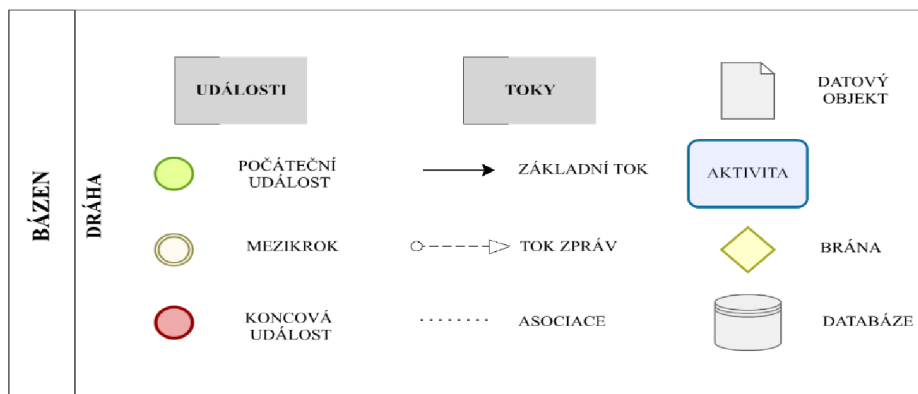 BÁZEN
DRÁHA
UDÁLOSTI
POČÁTEČNÍ
UDÁLOST
MEZIKROK
KONCOVÁ
UDÁLOST
TOKY
ZÁKLADNÍ TOK
TOK ZPRÁV
ASOCIACE
DATOVÝ
OBJEKT
AKTIVITA
BRÁNA
DATABÁZE